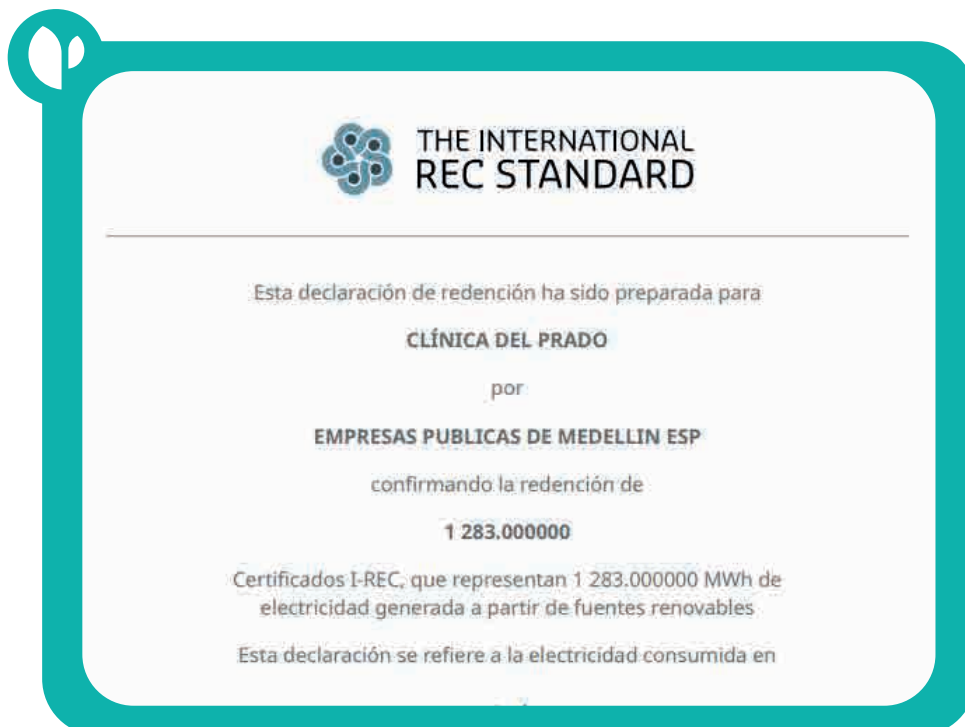 THE INTERNATIONAL
REC STANDARD
Esta declaración de redención ha sido preparada para
CLÍNICA DEL PRADO
por
EMPRESAS PUBLICAS DE MEDELLIN ESP
confirmando la redención de
1 283.000000
Certificados I-REC, que representan 1 283.000000 MWh de
electricidad generada a partir de fuentes renovables
Esta declaración se refiere a la electricidad consumida en